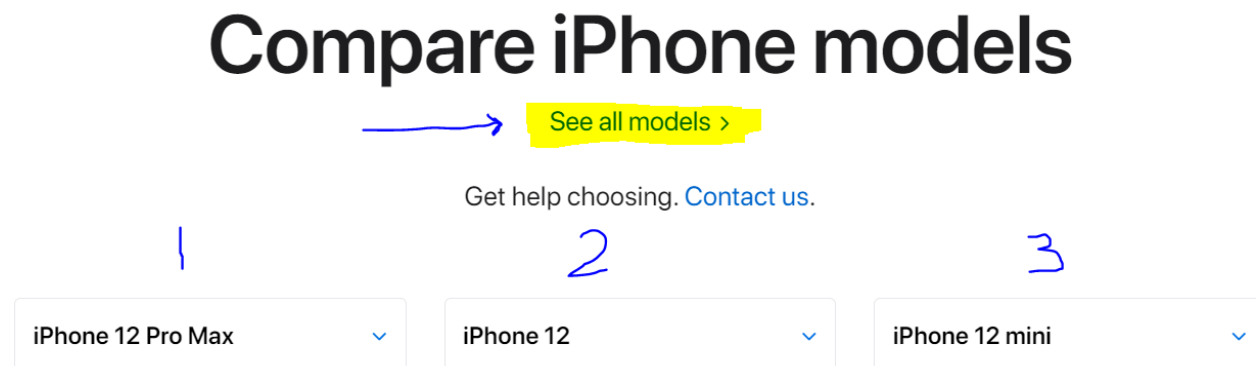 Compare iPhone models
See all models >
Get help choosing. Contact us.
1 2 3
iPhone 12 Pro Max iPhone 12 iPhone 12 mini